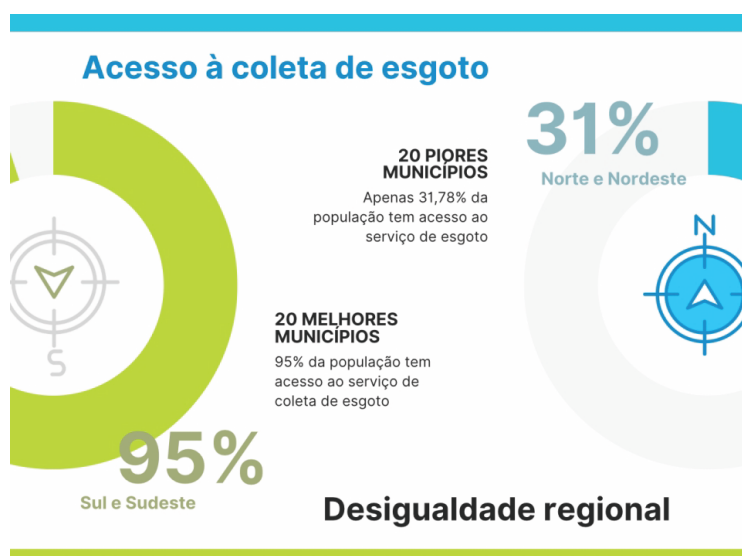 Acesso à coleta de esgoto
31%
Norte e Nordeste
20 PIORES
MUNICÍPIOS
Apenas 31,78% da
população tem acesso ao
serviço de esgoto
N
20 MELHORES
MUNICÍPIOS
95% da população tem
acesso ao serviço de
coleta de esgoto
S
95%
Sul e Sudeste
Desigualdade regional